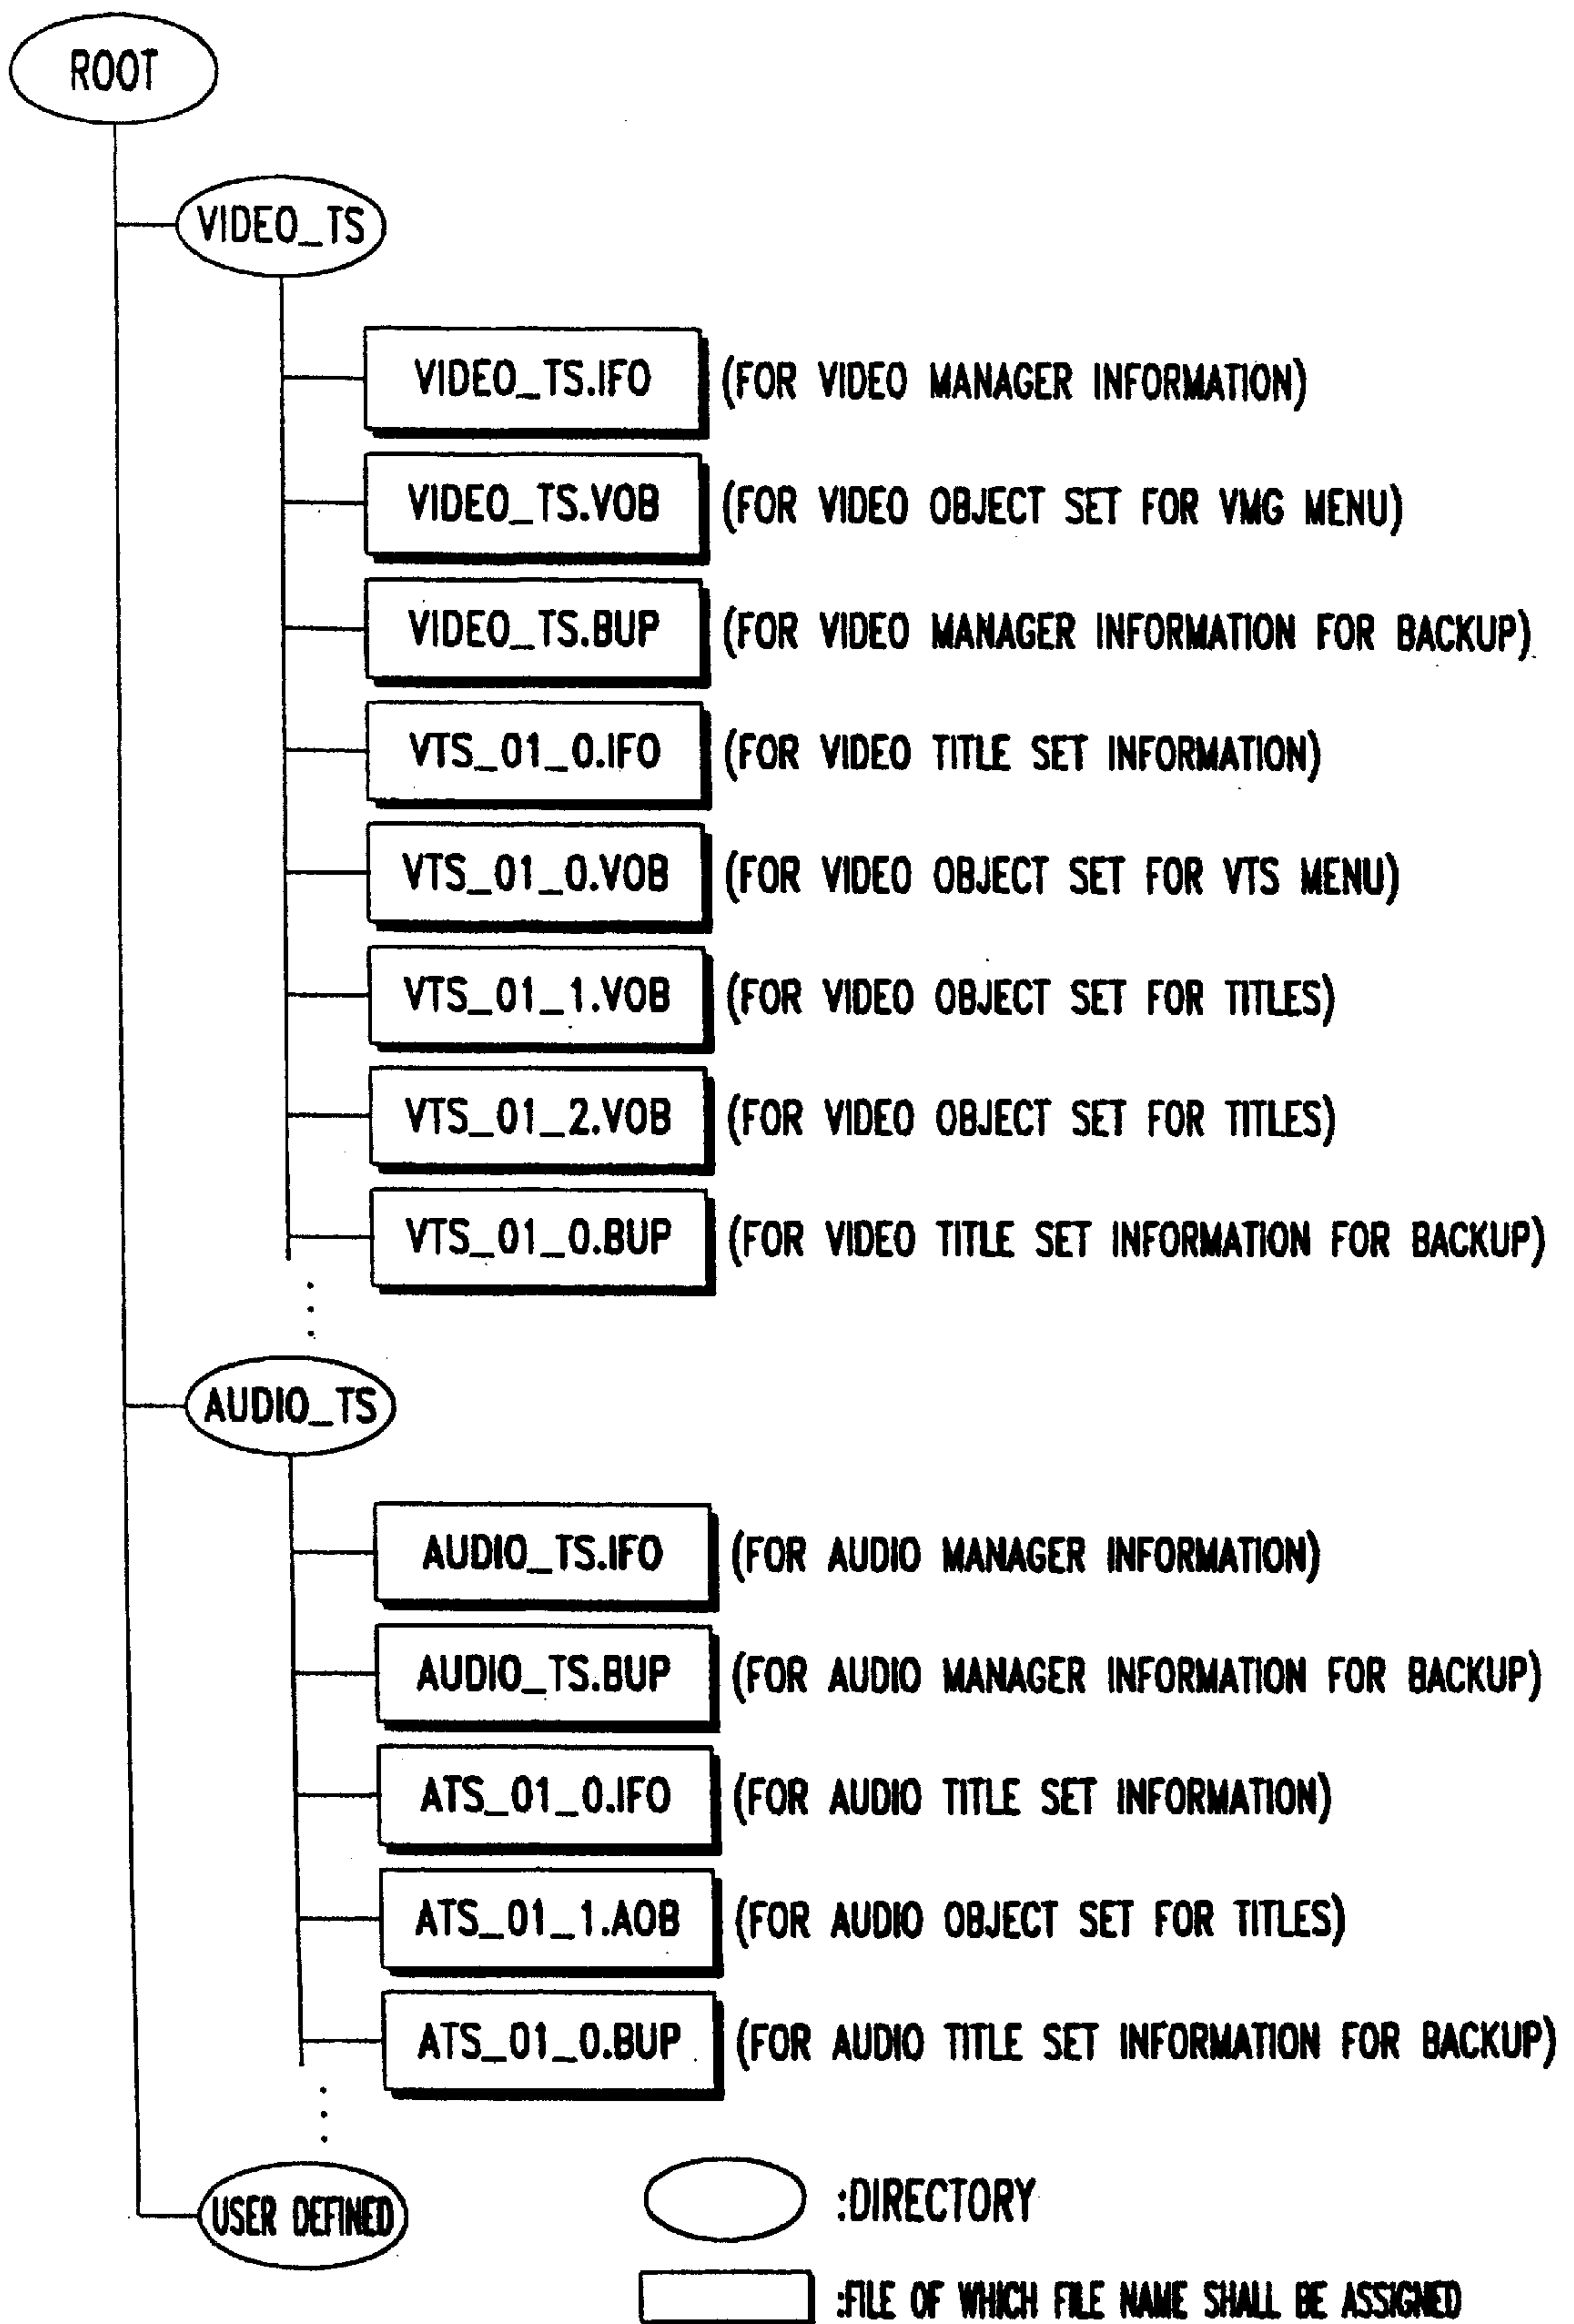 ROOT
VIDEO_TS
VIDEO_TS.IFO (FOR VIDEO MANAGER INFORMATION)
VIDEO_TS.VOB (FOR VIDEO OBJECT SET FOR VMG MENU)
VIDEO_TS.BUP (FOR VIDEO MANAGER INFORMATION FOR BACKUP)
VTS_01_0.IFO (FOR VIDEO TITLE SET INFORMATION)
VTS_01_0.VOB (FOR VIDEO OBJECT SET FOR VTS MENU)
VTS_01_1.VOB (FOR VIDEO OBJECT SET FOR TITLES)
VTS_01_2.VOB (FOR VIDEO OBJECT SET FOR TITLES)
VTS_01_0.BUP (FOR VIDEO TITLE SET INFORMATION FOR BACKUP)
AUDIO_TS
AUDIO_TS.IFO (FOR AUDIO MANAGER INFORMATION)
AUDIO_TS.BUP (FOR AUDIO MANAGER INFORMATION FOR BACKUP)
ATS_01_0.IFO (FOR AUDIO TITLE SET INFORMATION)
ATS_01_1.AOB (FOR AUDIO OBJECT SET FOR TITLES)
ATS_01_0.BUP (FOR AUDIO TITLE SET INFORMATION FOR BACKUP)
USER DEFINED
:DIRECTORY
:FILE OF WHICH FILE NAME SHALL BE ASSIGNED